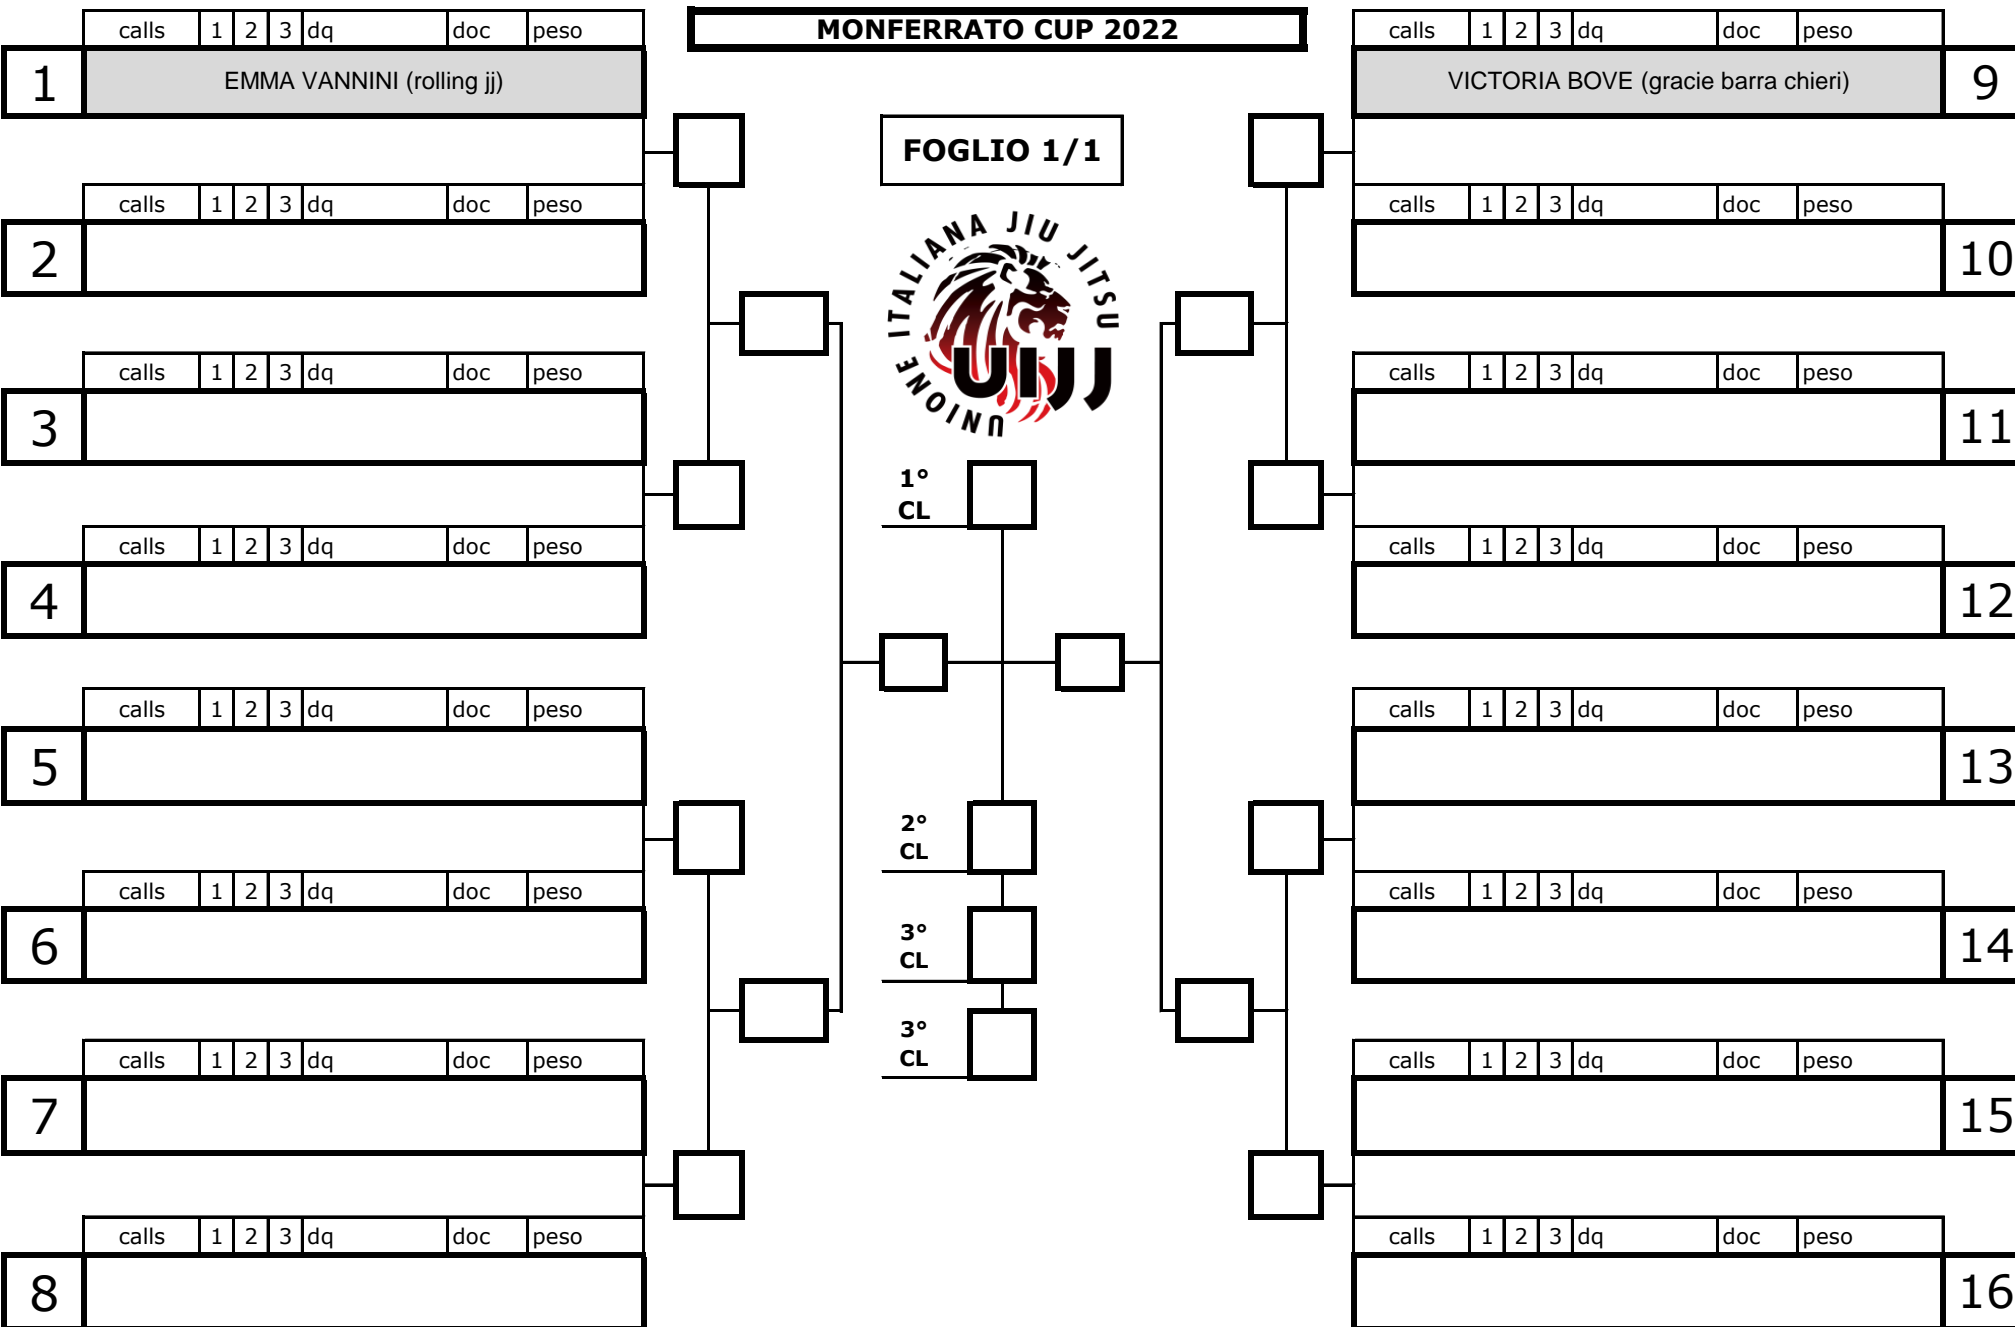 calls 1 2 3 dq doc peso
MONFERRATO CUP 2022
calls 1 2 3 dq doc peso
1 EMMA VANNINI (rolling jj)
VICTORIA BOVE (gracie barra chieri) 9
FOGLIO 1/1
calls 1 2 3 dq doc peso
calls 1 2 3 dq doc peso
2
10
UNIONE ITALIANA JIU JITSU
UIJJ
calls 1 2 3 dq doc peso
calls 1 2 3 dq doc peso
3
11
1°
CL
calls 1 2 3 dq doc peso
calls 1 2 3 dq doc peso
4
12
calls 1 2 3 dq doc peso
calls 1 2 3 dq doc peso
5
13
2°
CL
calls 1 2 3 dq doc peso
calls 1 2 3 dq doc peso
6
14
3°
CL
3°
CL
calls 1 2 3 dq doc peso
calls 1 2 3 dq doc peso
7
15
calls 1 2 3 dq doc peso
calls 1 2 3 dq doc peso
8
16